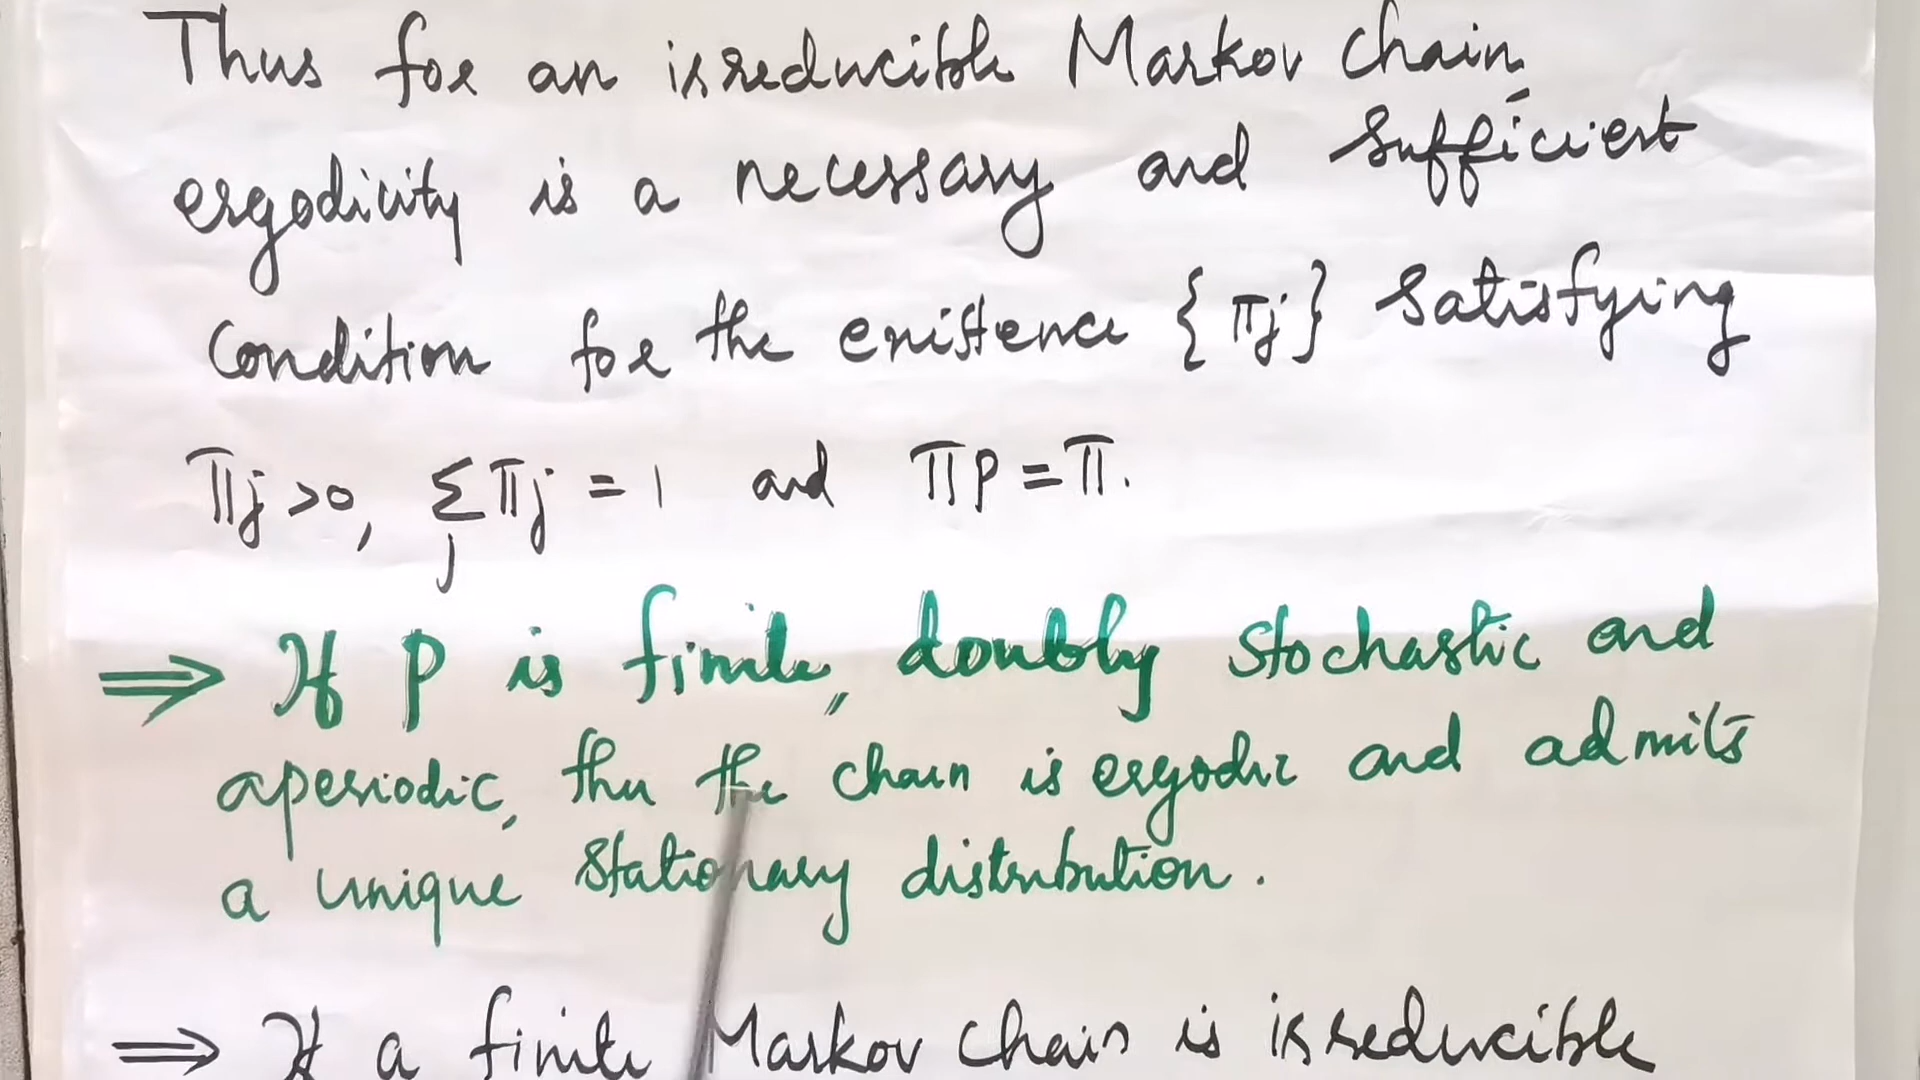 Thus for an irreducible Markov chain,
ergodicity is a necessary and sufficient
condition for the existence {πj} satisfying
πj >0, Σj πj = 1 and πP = π.
⇒ If P is finite, doubly stochastic and
aperiodic, then the chain is ergodic and admits
a unique stationary distribution.
⇒ If a finite Markov chain is irreducible